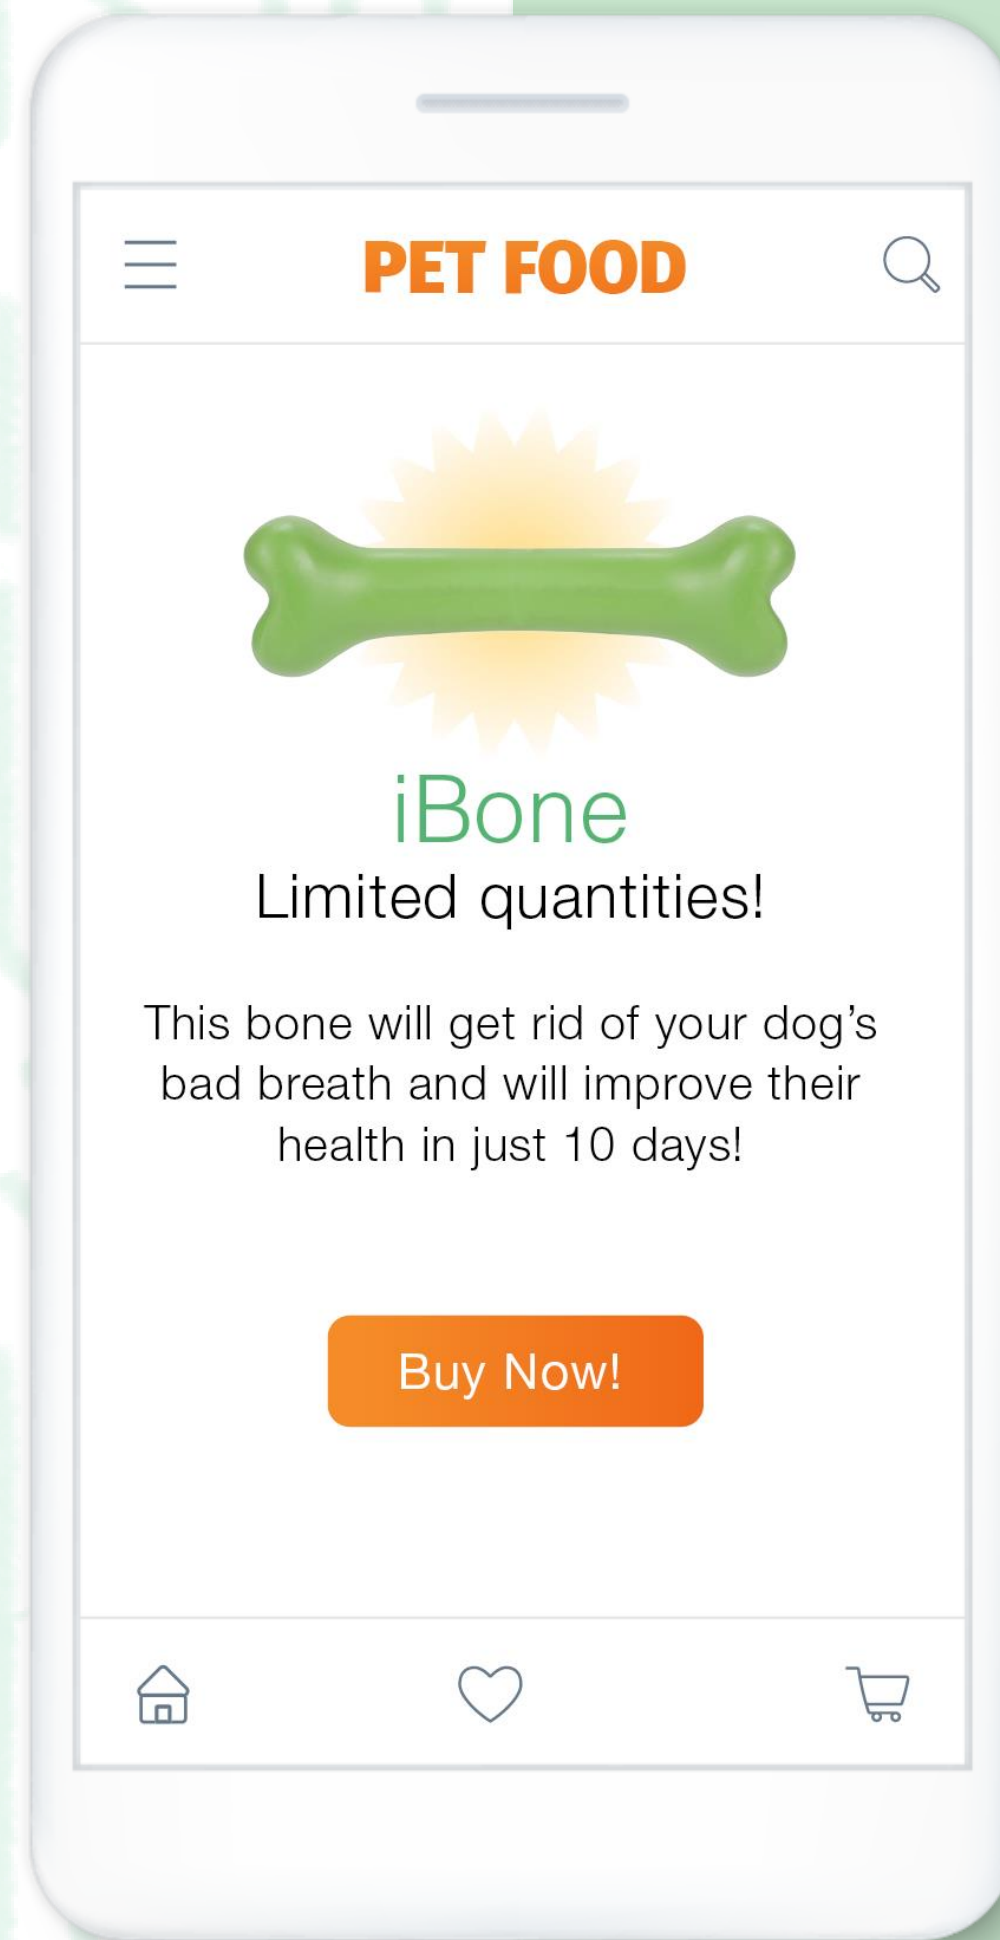 PET FOOD
iBone
Limited quantities!
This bone will get rid of your dog’s
bad breath and will improve their
health in just 10 days!
Buy Now!